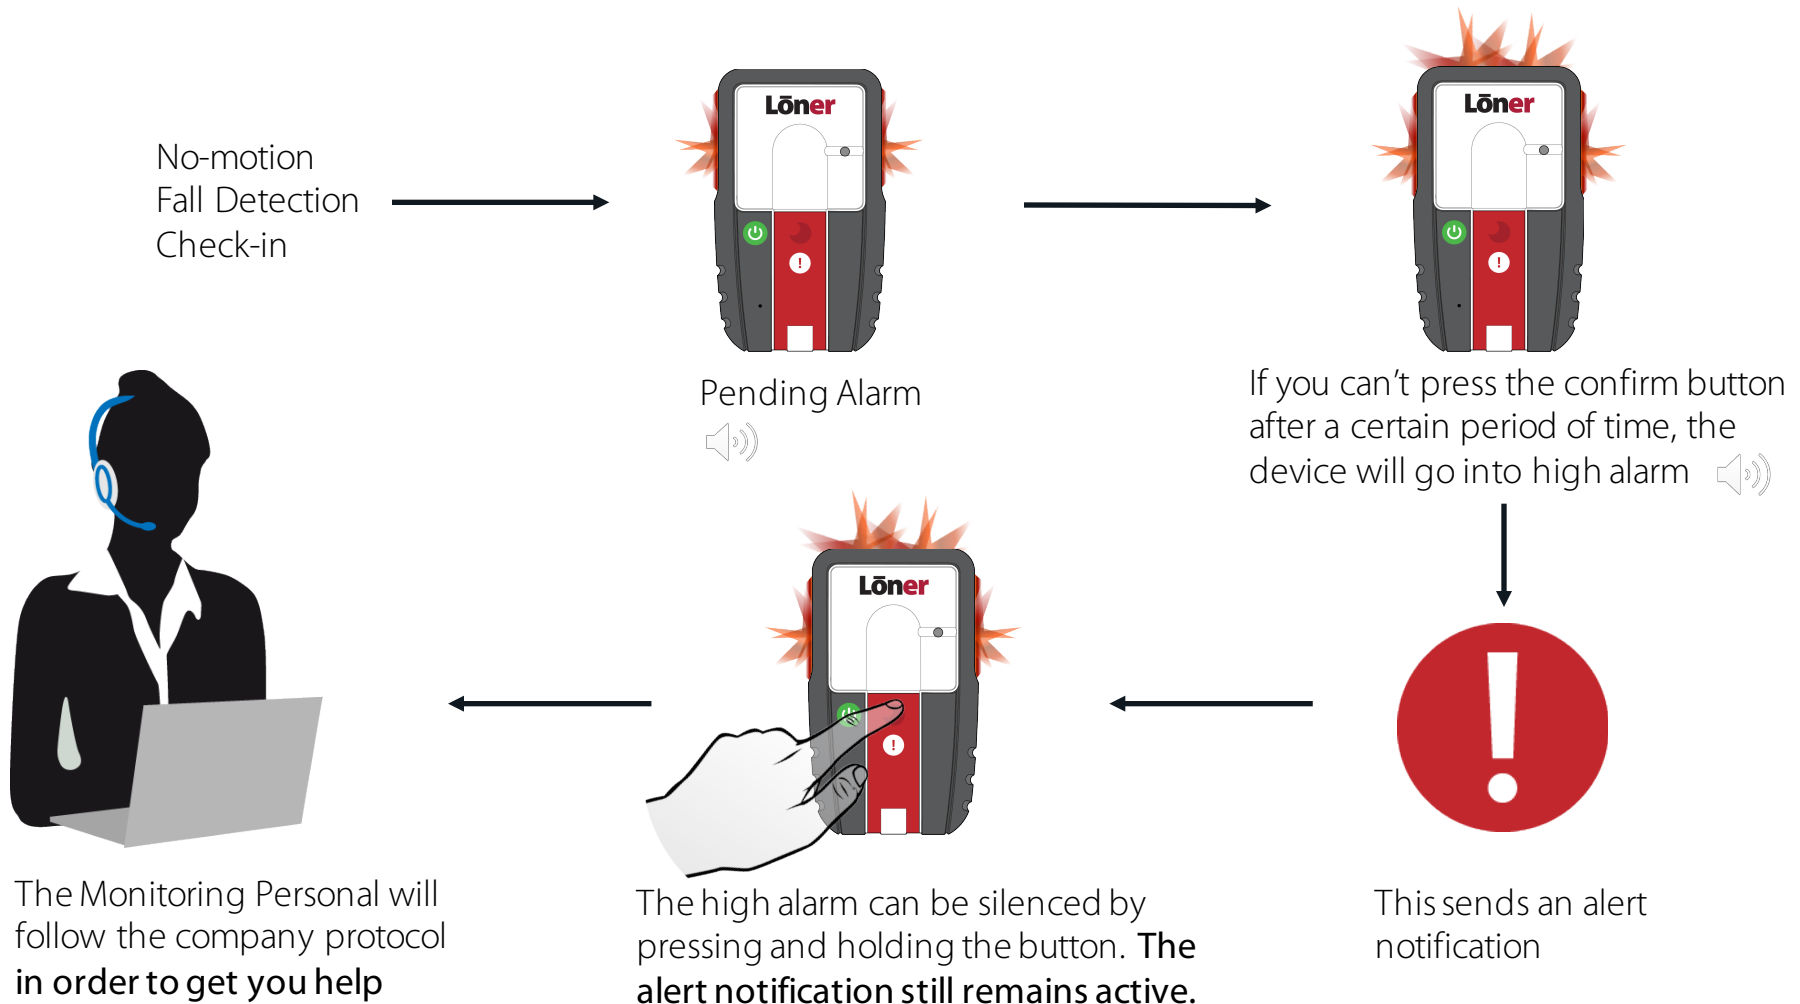 Lōner
Lōner
No-motion
Fall Detection
Check-in
!
!
Pending Alarm
If you can't press the confirm button
after a certain period of time, the
device will go into high alarm
!
This sends an alert
notification
Lōner
!
The high alarm can be silenced by
pressing and holding the button. The
alert notification still remains active.
The Monitoring Personal will
follow the company protocol
in order to get you help